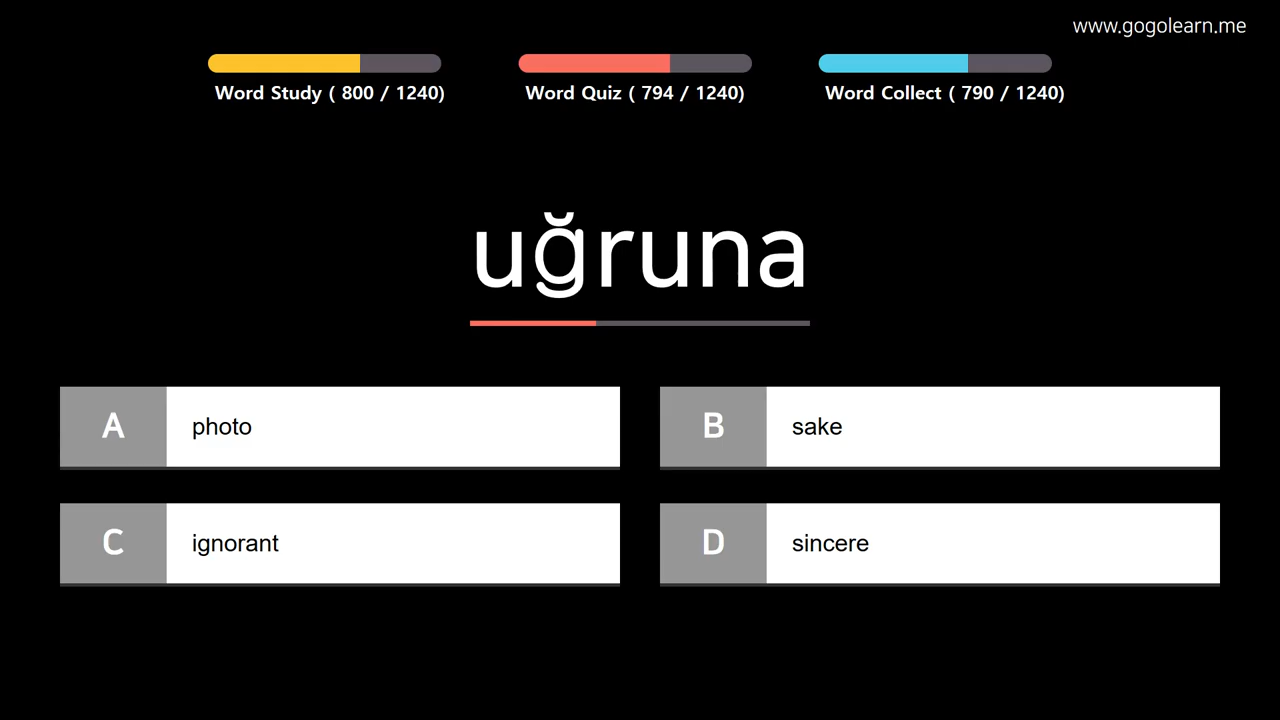 www.gogolearn.me
Word Study ( 800 / 1240)
Word Quiz ( 794 / 1240)
Word Collect ( 790 / 1240)
uğruna
A photo
B sake
C ignorant
D sincere